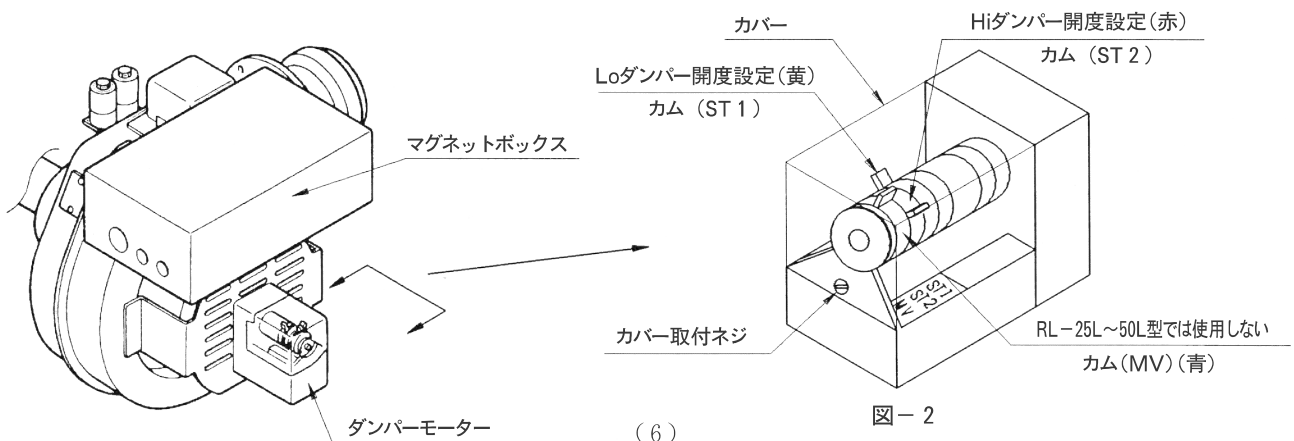 カバー
Hiダンパー開度設定(赤)
カム (ST 2)
Loダンパー開度設定(黄)
カム (ST 1)
マグネットボックス
ST1
ST2
MV
カバー取付ネジ
RL-25L～50L型では使用しない
カム(MV)(青)
ダンパーモーター
図-2
(6)